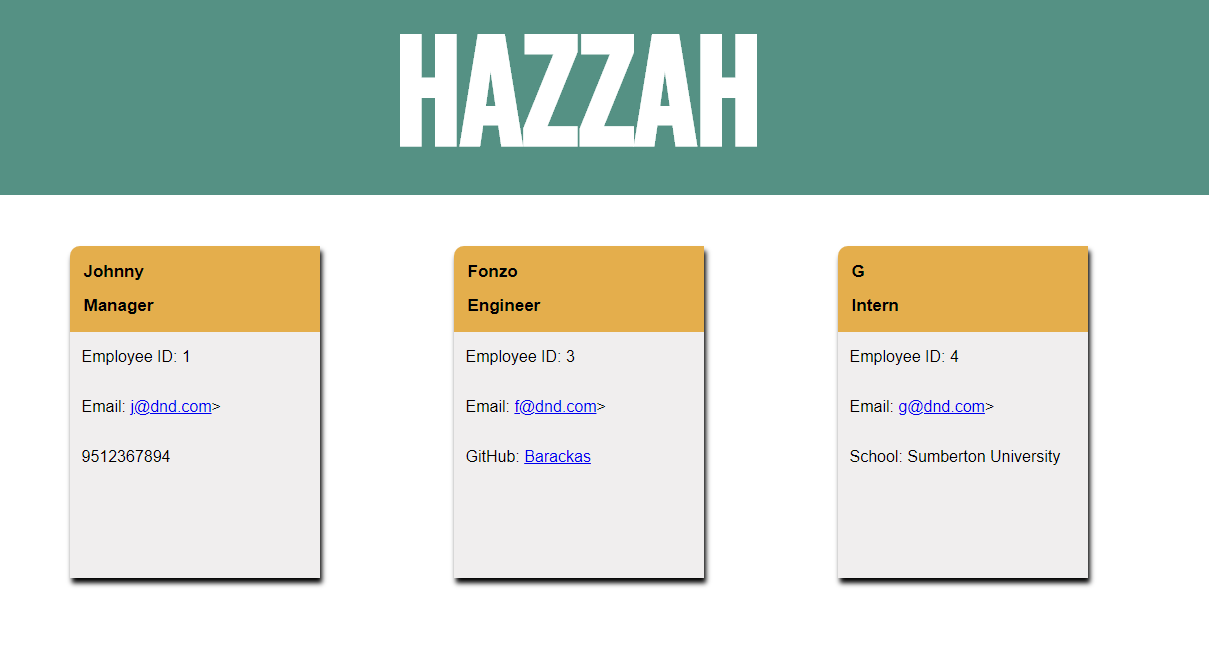 HAZZAH
Johnny
Manager
Employee ID: 1
Email: j@dnd.com>
9512367894
Fonzo
Engineer
Employee ID: 3
Email: f@dnd.com>
GitHub: Barackas
G
Intern
Employee ID: 4
Email: g@dnd.com>
School: Sumberton University